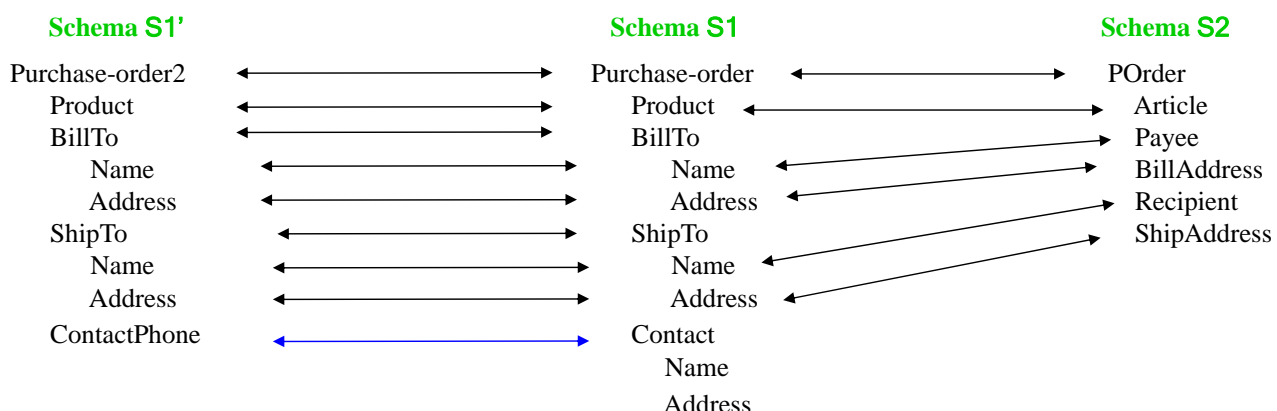 Schema S1’ Schema S1 Schema S2
Purchase-order2 Purchase-order POrder
Product Product Article
BillTo BillTo Payee
Name Name BillAddress
Address Address Recipient
ShipTo ShipTo ShipAddress
Name Name
Address Address
ContactPhone Contact
Name
Address